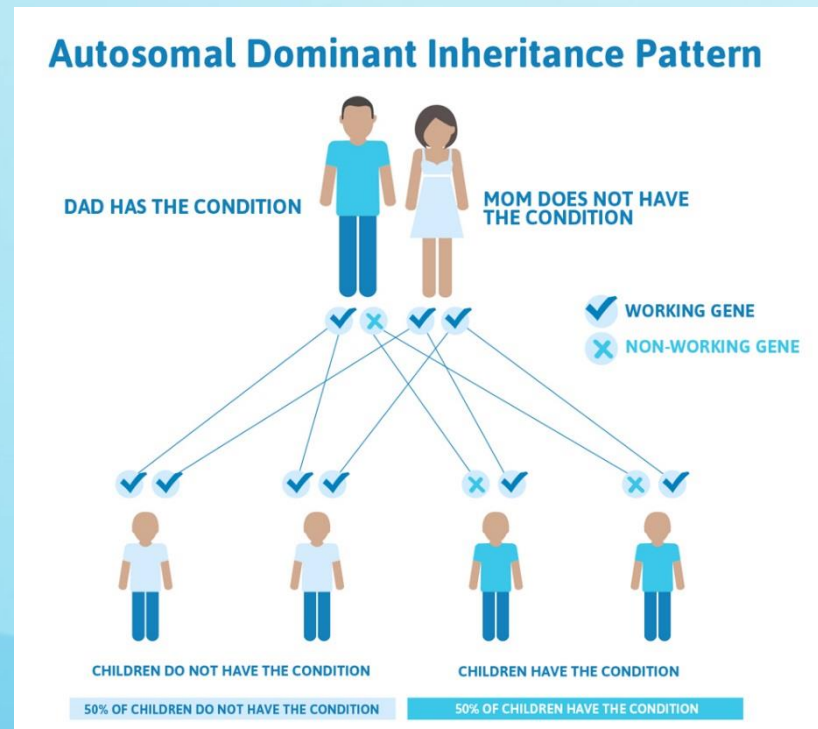 Autosomal Dominant Inheritance Pattern
DAD HAS THE CONDITION
MOM DOES NOT HAVE
THE CONDITION
WORKING GENE
NON-WORKING GENE
CHILDREN DO NOT HAVE THE CONDITION
CHILDREN HAVE THE CONDITION
50% OF CHILDREN DO NOT HAVE THE CONDITION
50% OF CHILDREN HAVE THE CONDITION